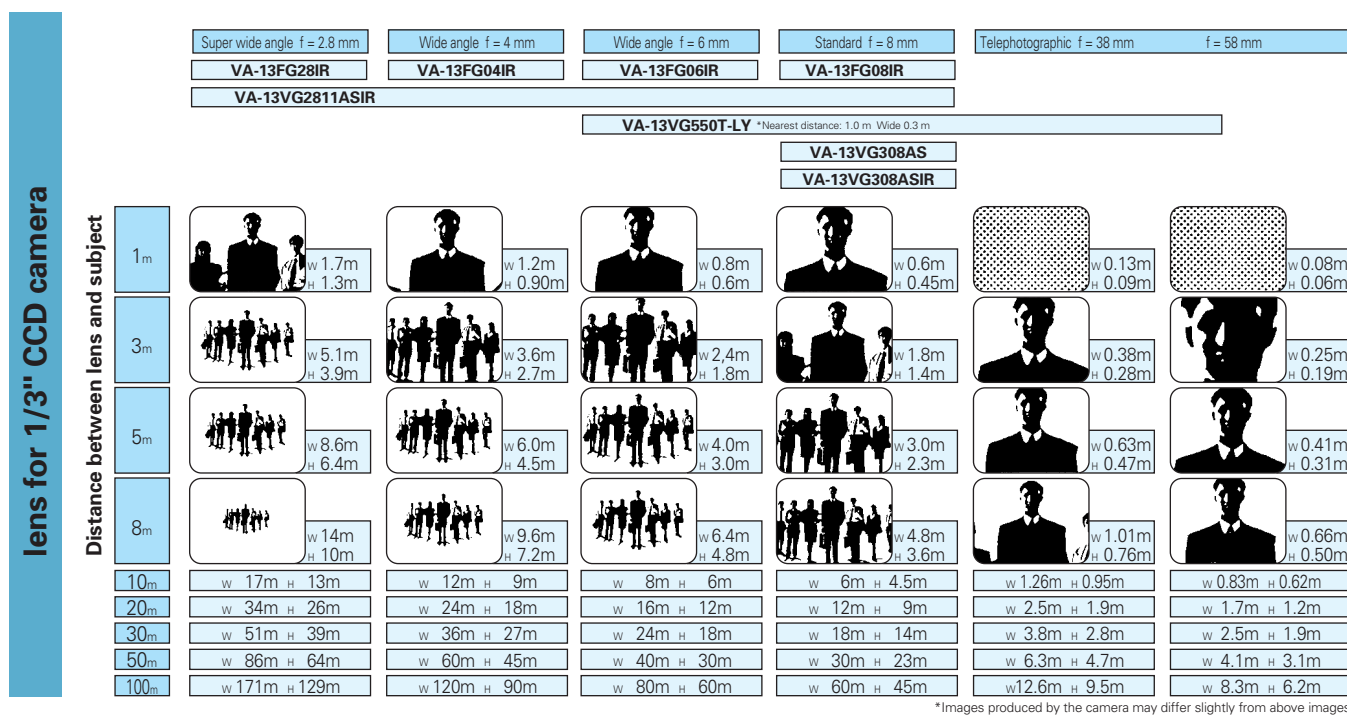 lens for 1/3" CCD camera
Distance between lens and subject
Super wide angle f = 2.8 mm Wide angle f = 4 mm Wide angle f = 6 mm Standard f = 8 mm Telephotographic f = 38 mm f = 58 mm
VA-13FG28IR VA-13FG04IR VA-13FG06IR VA-13FG08IR
VA-13VG2811ASIR
VA-13VG550T-LY *Nearest distance: 1.0 m Wide 0.3 m
VA-13VG308AS
VA-13VG308ASIR
1m
W 1.7m W 1.2m W 0.8m W 0.6m W 0.13m W 0.08m
H 1.3m H 0.90m H 0.6m H 0.45m H 0.09m H 0.06m
3m
W 5.1m W 3.6m W 2,4m W 1.8m W 0.38m W 0.25m
H 3.9m H 2.7m H 1.8m H 1.4m H 0.28m H 0.19m
5m
W 8.6m W 6.0m W 4.0m W 3.0m W 0.63m W 0.41m
H 6.4m H 4.5m H 3.0m H 2.3m H 0.47m H 0.31m
8m
W 14m W 9.6m W 6.4m W 4.8m W 1.01m W 0.66m
H 10m H 7.2m H 4.8m H 3.6m H 0.76m H 0.50m
10m W 17m H 13m W 12m H 9m W 8m H 6m W 6m H 4.5m W 1.26m H 0.95m W 0.83m H 0.62m
20m W 34m H 26m W 24m H 18m W 16m H 12m W 12m H 9m W 2.5m H 1.9m W 1.7m H 1.2m
30m W 51m H 39m W 36m H 27m W 24m H 18m W 18m H 14m W 3.8m H 2.8m W 2.5m H 1.9m
50m W 86m H 64m W 60m H 45m W 40m H 30m W 30m H 23m W 6.3m H 4.7m W 4.1m H 3.1m
100m W 171m H 129m W 120m H 90m W 80m H 60m W 60m H 45m W 12.6m H 9.5m W 8.3m H 6.2m
*Images produced by the camera may differ slightly from above images